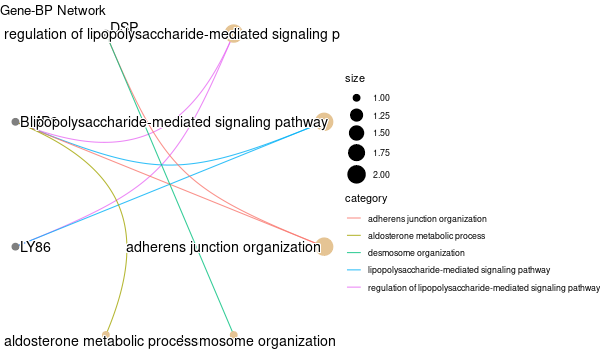 Gene-BP Network
DSP
regulation of lipopolysaccharide-mediated signaling p
lipopolysaccharide-mediated signaling pathway
LY86
adherens junction organization
aldosterone metabolic process
organization
size
1.00
1.25
1.50
1.75
2.00
category
adherens junction organization
aldosterone metabolic process
desmosome organization
lipopolysaccharide-mediated signaling pathway
regulation of lipopolysaccharide-mediated signaling pathway